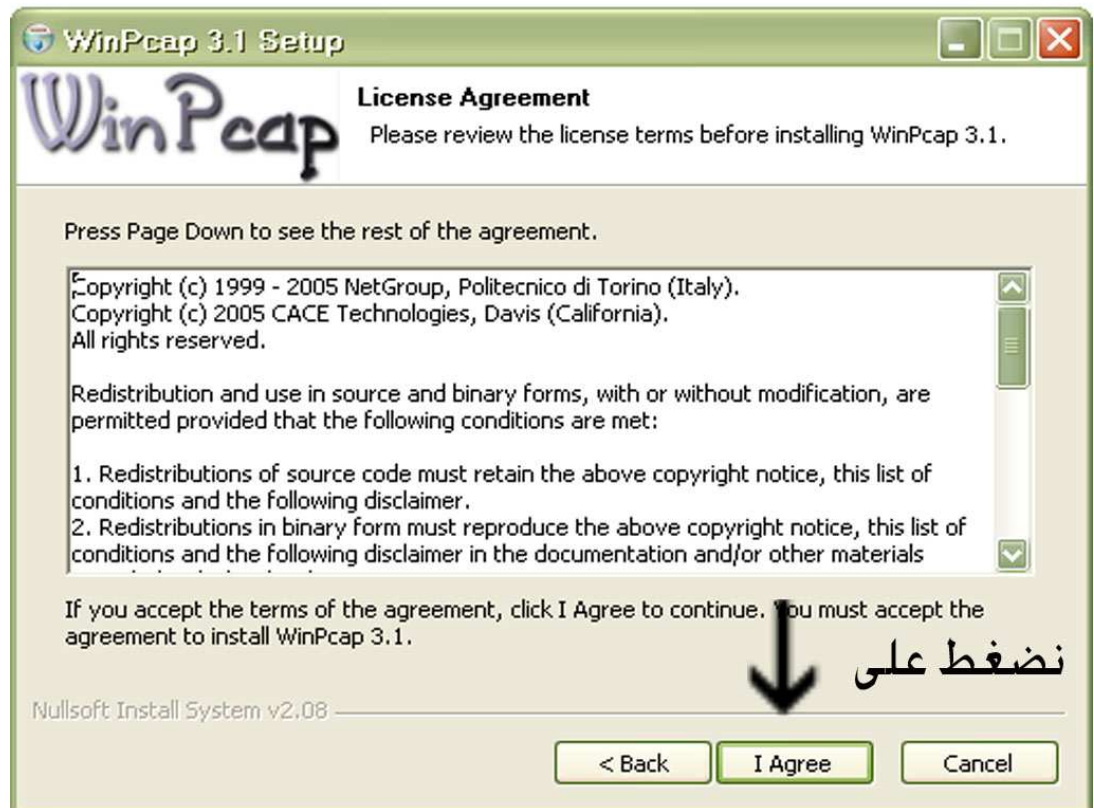 WinPcap 3.1 Setup
WinPcap
License Agreement
Please review the license terms before installing WinPcap 3.1.
Press Page Down to see the rest of the agreement.
Copyright (c) 1999 - 2005 NetGroup, Politecnico di Torino (Italy).
Copyright (c) 2005 CACE Technologies, Davis (California).
All rights reserved.
Redistribution and use in source and binary forms, with or without modification, are
permitted provided that the following conditions are met:
1. Redistributions of source code must retain the above copyright notice, this list of
conditions and the following disclaimer.
2. Redistributions in binary form must reproduce the above copyright notice, this list of
conditions and the following disclaimer in the documentation and/or other materials
If you accept the terms of the agreement, click I Agree to continue. You must accept the
agreement to install WinPcap 3.1.
نضغط على
Nullsoft Install System v2.08
< Back
I Agree
Cancel